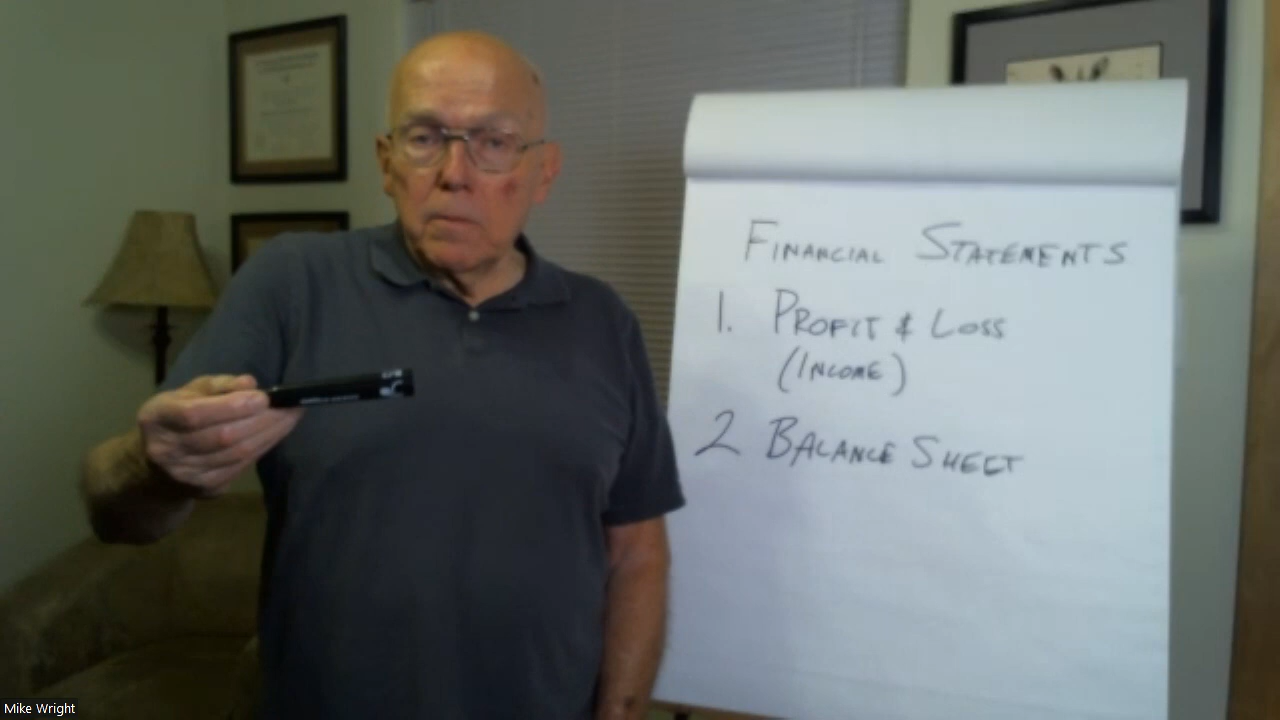 FINANCIAL STATEMENTS
1. PROFIT & LOSS
(INCOME)
2 BALANCE SHEET
Mike Wright